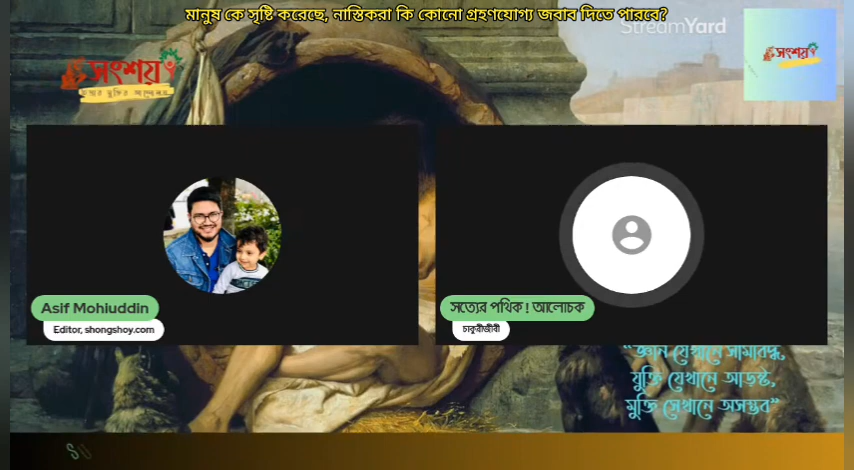 মানুষ কে সৃষ্টি করেছে, নাস্তিকরা কি কোনো গ্রহণযোগ্য জবাব দিতে পারবে?
StreamYard
সংশয়
সংশয়
Asif Mohiuddin
Editor, shongshoy.com
সত্যের পথিক ! আলোচক
চাকুরীজীবী
“জ্ঞান যেখানে সীমাবদ্ধ,
যুক্তি যেখানে আড়ষ্ট,
মুক্তি সেখানে অসম্ভব”